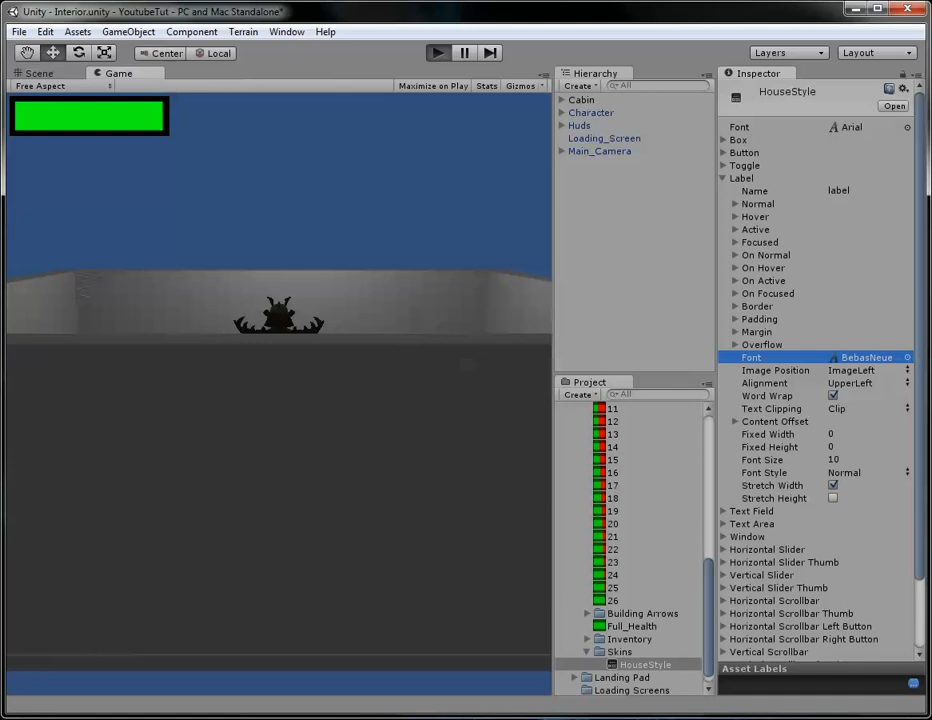 Unity - Interior.unity - YoutubeTut - PC and Mac Standalone*
File Edit Assets GameObject Component Terrain Window Help
Center Local Layers Layout
Scene Game
Free Aspect Maximize on Play Stats Gizmos
Hierarchy
Create All
Cabin
Character
Huds
Loading_Screen
Main_Camera
Project
Create All
11
12
13
14
15
16
17
18
19
20
21
22
23
24
25
26
Building Arrows
Full_Health
Inventory
Skins
HouseStyle
Landing Pad
Loading Screens
Inspector
HouseStyle
Open
Font Arial
Box
Button
Toggle
Label
Name label
Normal
Hover
Active
Focused
On Normal
On Hover
On Active
On Focused
Border
Padding
Margin
Overflow
Font BebasNeue
Image Position ImageLeft
Alignment UpperLeft
Word Wrap
Text Clipping Clip
Content Offset
Fixed Width 0
Fixed Height 0
Font Size 10
Font Style Normal
Stretch Width
Stretch Height
Text Field
Text Area
Window
Horizontal Slider
Horizontal Slider Thumb
Vertical Slider
Vertical Slider Thumb
Horizontal Scrollbar
Horizontal Scrollbar Thumb
Horizontal Scrollbar Left Button
Horizontal Scrollbar Right Button
Vertical Scrollbar
Asset Labels